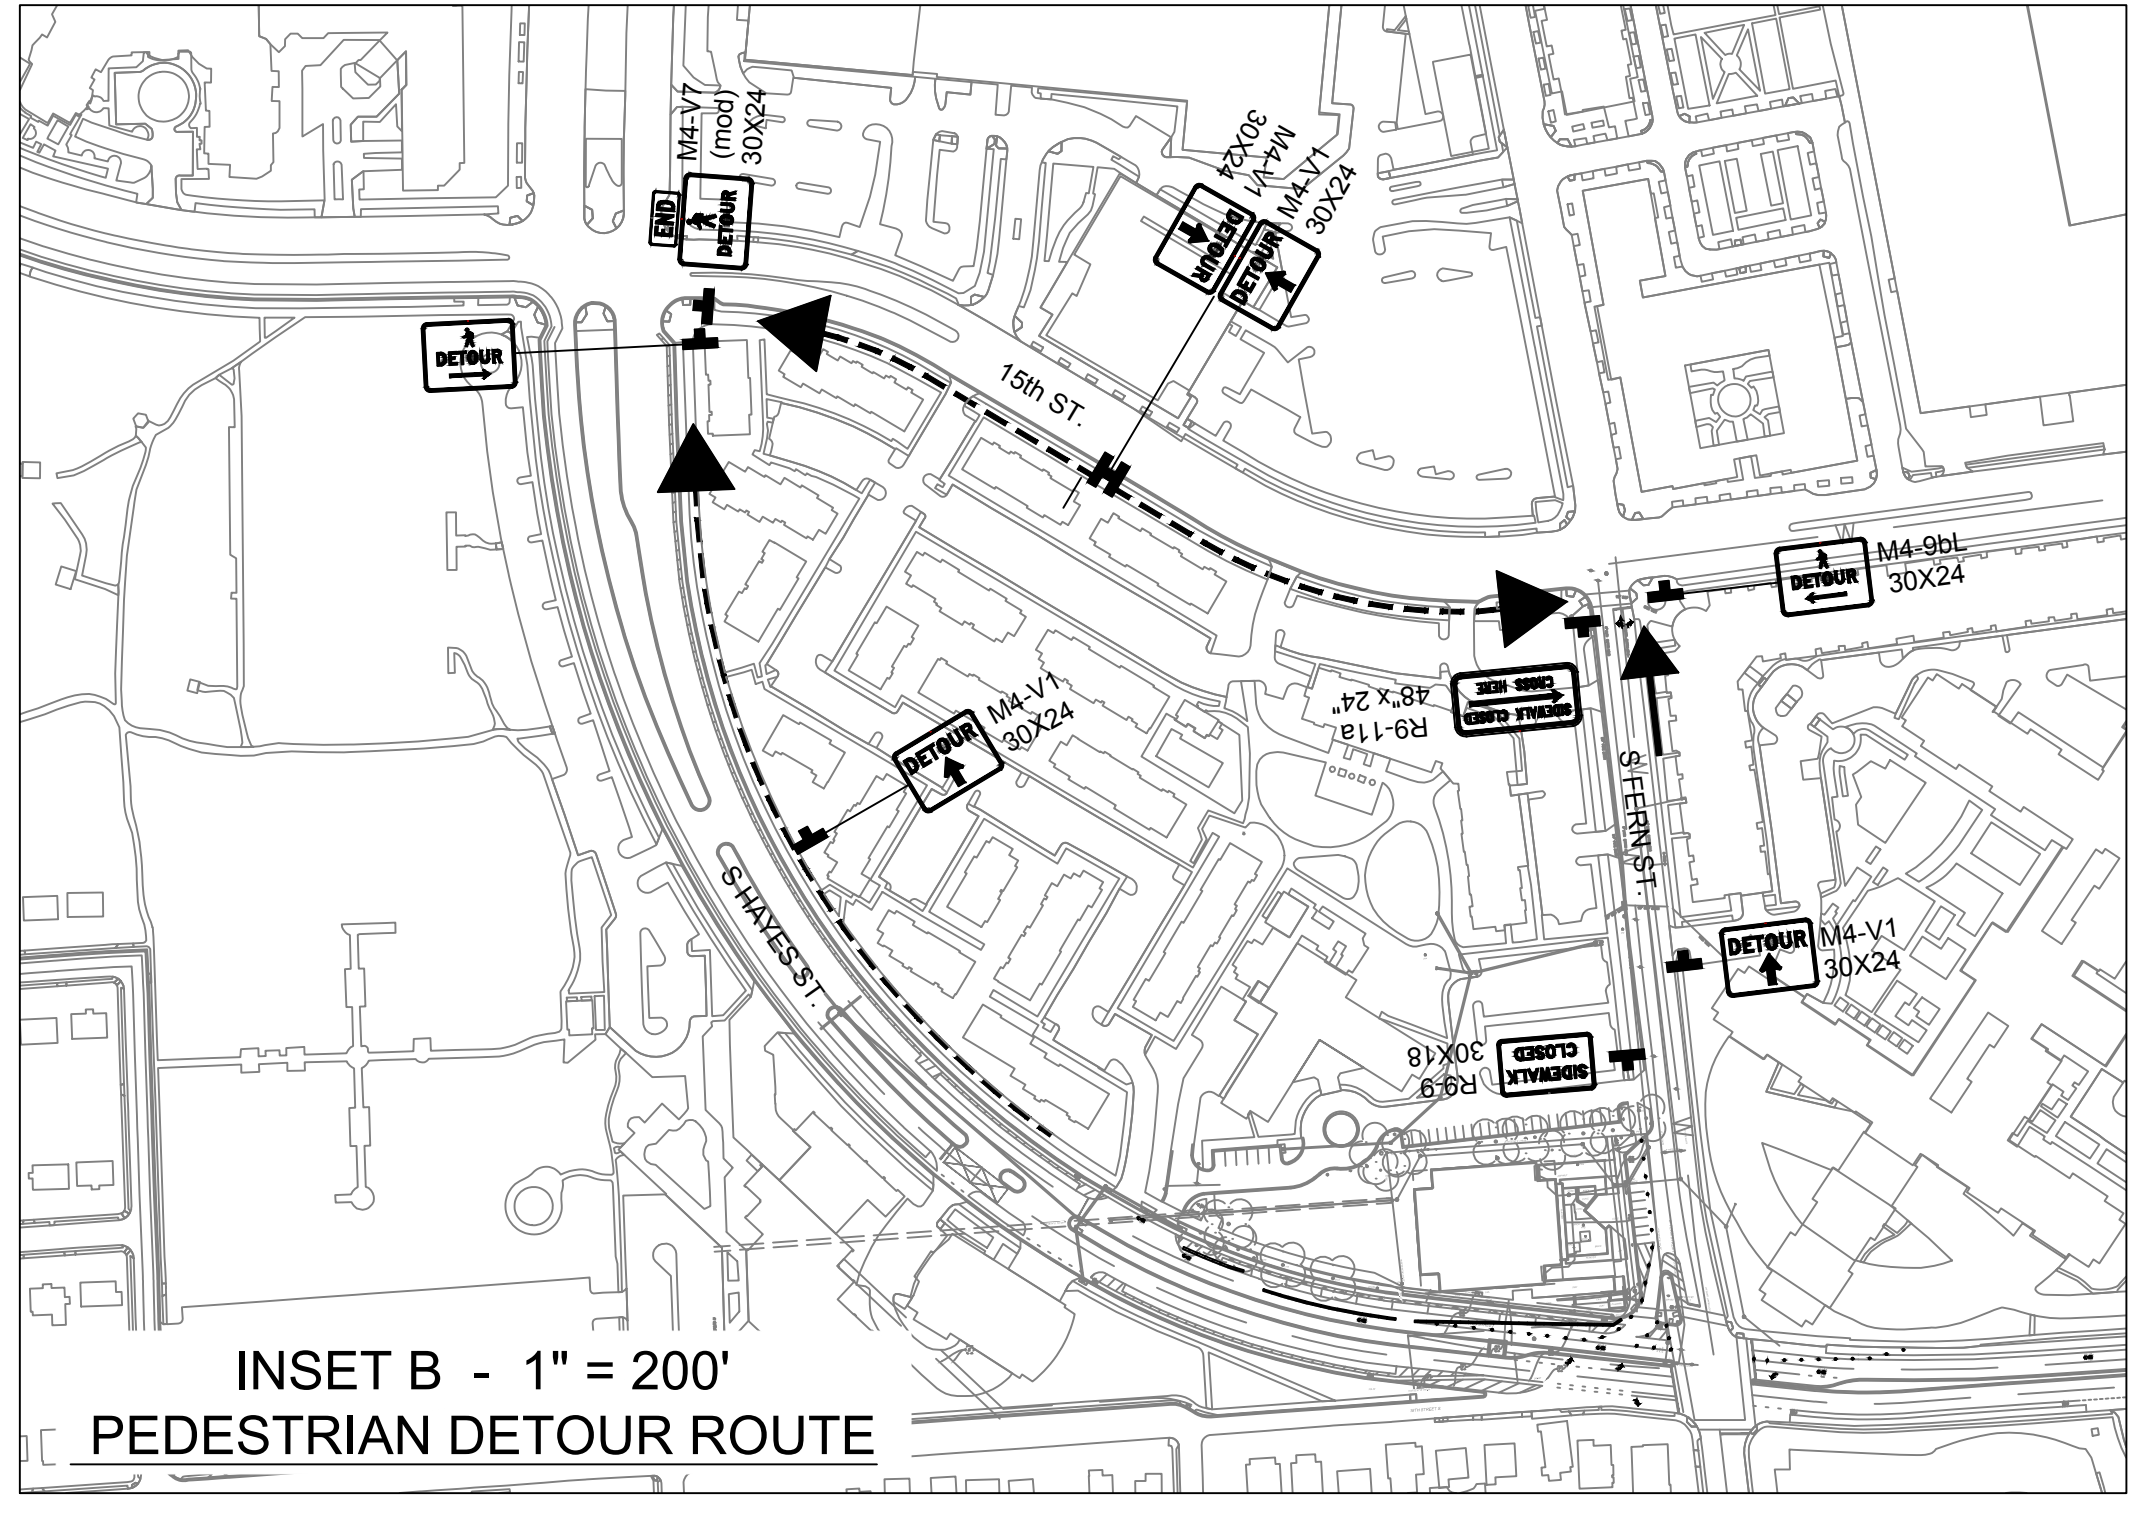 M4-V7
(mod)
30X24
END
DETOUR
DETOUR
30X24
M4-V1
DETOUR
DETOUR
M4-V1
30X24
15th ST.
DETOUR
M4-9bL
30X24
CROSS HERE
SIDEWALK CLOSED
R9-11a
48" x 24"
S FERN ST.
DETOUR
M4-V1
30X24
S HAYES ST.
DETOUR
M4-V1
30X24
SIDEWALK
CLOSED
R9-9
30X18
INSET B - 1" = 200'
PEDESTRIAN DETOUR ROUTE